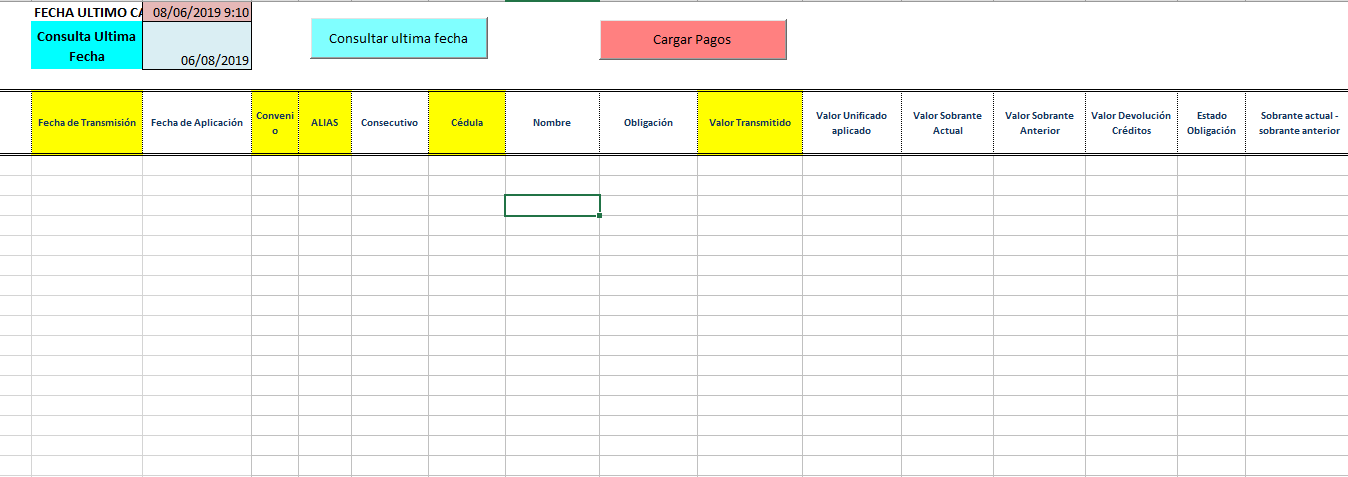 FECHA ULTIMO CA 08/06/2019 9:10
Consulta Ultima
Fecha
06/08/2019
Consultar ultima fecha
Cargar Pagos
Fecha de Transmisión
Fecha de Aplicación
Conveni
o
ALIAS
Consecutivo
Cédula
Nombre
Obligación
Valor Transmitido
Valor Unificado
aplicado
Valor Sobrante
Actual
Valor Sobrante
Anterior
Valor Devolución
Créditos
Estado
Obligación
Sobrante actual -
sobrante anterior